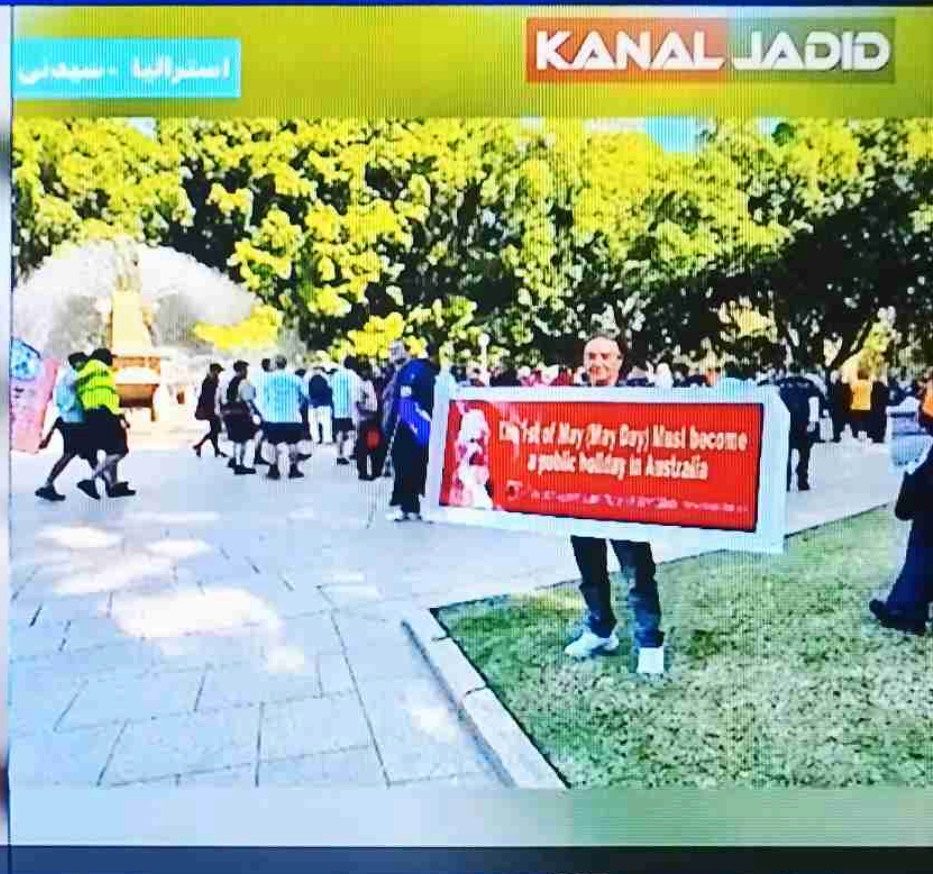 استرالیا - سیدنی
KANAL JADID
The 1st of May (May Day) Must become
a public holiday in Australia